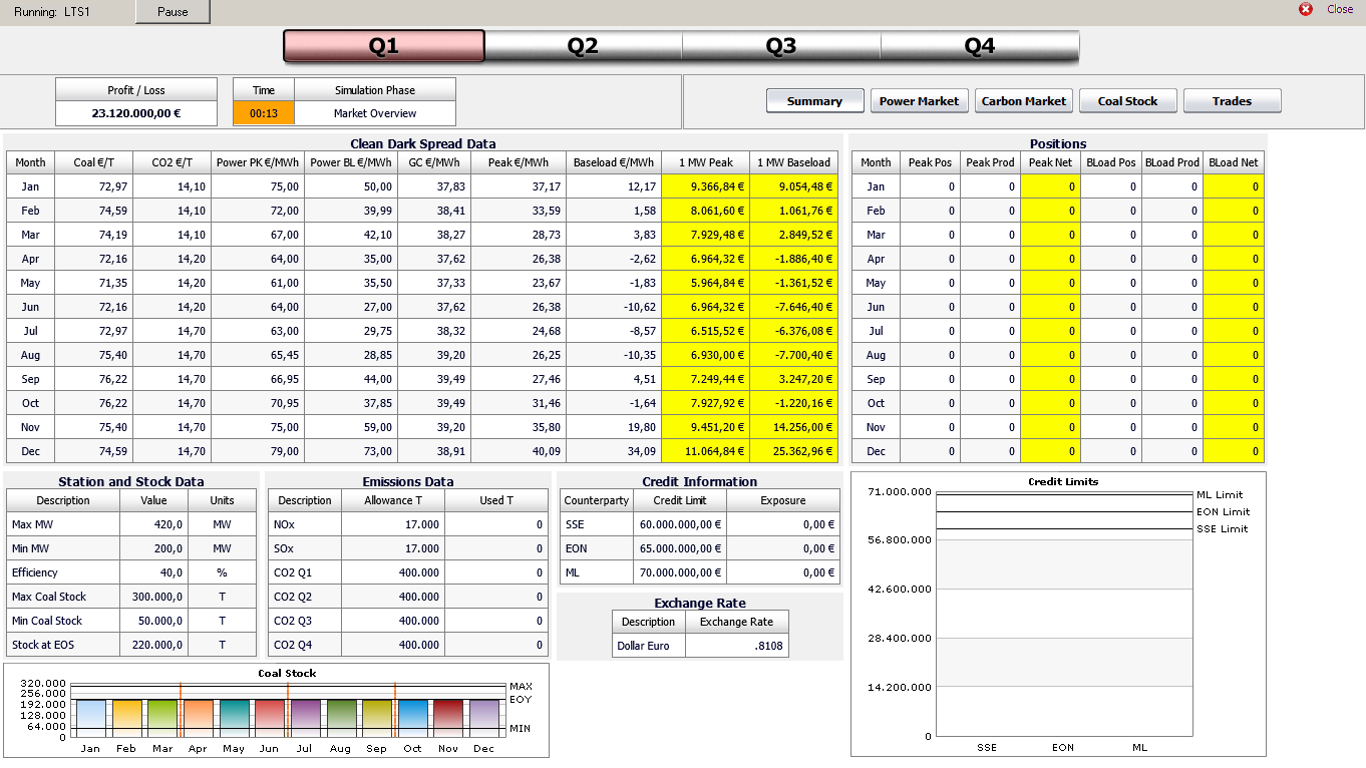 Running: LTS1 Pause Close
Q1 Q2 Q3 Q4
Profit / Loss Time Simulation Phase
23.120.000,00 € 00:13 Market Overview
Summary Power Market Carbon Market Coal Stock Trades
Clean Dark Spread Data
Month Coal €/T CO2 €/T Power PK €/MWh Power BL €/MWh GC €/MWh Peak €/MWh Baseload €/MWh 1 MW Peak 1 MW Baseload
Jan 72,97 14,10 75,00 50,00 37,83 37,17 12,17 9.366,84 € 9.054,48 €
Feb 74,59 14,10 72,00 39,99 38,41 33,59 1,58 8.061,60 € 1.061,76 €
Mar 74,19 14,10 67,00 42,10 38,27 28,73 3,83 7.929,48 € 2.849,52 €
Apr 72,16 14,20 64,00 35,00 37,62 26,38 -2,62 6.964,32 € -1.886,40 €
May 71,35 14,20 61,00 35,50 37,33 23,67 -1,83 5.964,84 € -1.361,52 €
Jun 72,16 14,20 64,00 27,00 37,62 26,38 -10,62 6.964,32 € -7.646,40 €
Jul 72,97 14,70 63,00 29,75 38,32 24,68 -8,57 6.515,52 € -6.376,08 €
Aug 75,40 14,70 65,45 28,85 39,20 26,25 -10,35 6.930,00 € -7.700,40 €
Sep 76,22 14,70 66,95 44,00 39,49 27,46 4,51 7.249,44 € 3.247,20 €
Oct 76,22 14,70 70,95 37,85 39,49 31,46 -1,64 7.927,92 € -1.220,16 €
Nov 75,40 14,70 75,00 59,00 39,20 35,80 19,80 9.451,20 € 14.256,00 €
Dec 74,59 14,70 79,00 73,00 38,91 40,09 34,09 11.064,84 € 25.362,96 €
Positions
Month Peak Pos Peak Prod Peak Net BLoad Pos BLoad Prod BLoad Net
Jan 0 0 0 0 0 0
Feb 0 0 0 0 0 0
Mar 0 0 0 0 0 0
Apr 0 0 0 0 0 0
May 0 0 0 0 0 0
Jun 0 0 0 0 0 0
Jul 0 0 0 0 0 0
Aug 0 0 0 0 0 0
Sep 0 0 0 0 0 0
Oct 0 0 0 0 0 0
Nov 0 0 0 0 0 0
Dec 0 0 0 0 0 0
Station and Stock Data
Description Value Units
Max MW 420,0 MW
Min MW 200,0 MW
Efficiency 40,0 %
Max Coal Stock 300.000,0 T
Min Coal Stock 50.000,0 T
Stock at EOS 220.000,0 T
Emissions Data
Description Allowance T Used T
NOx 17.000 0
SOx 17.000 0
CO2 Q1 400.000 0
CO2 Q2 400.000 0
CO2 Q3 400.000 0
CO2 Q4 400.000 0
Credit Information
Counterparty Credit Limit Exposure
SSE 60.000.000,00 € 0,00 €
EON 65.000.000,00 € 0,00 €
ML 70.000.000,00 € 0,00 €
Exchange Rate
Description Exchange Rate
Dollar Euro .8108
Credit Limits
71.000.000
56.800.000
42.600.000
28.400.000
14.200.000
0
ML Limit
EON Limit
SSE Limit
SSE EON ML
Coal Stock
320.000
256.000
192.000
128.000
64.000
0
MAX
EOY
MIN
Jan Feb Mar Apr May Jun Jul Aug Sep Oct Nov Dec